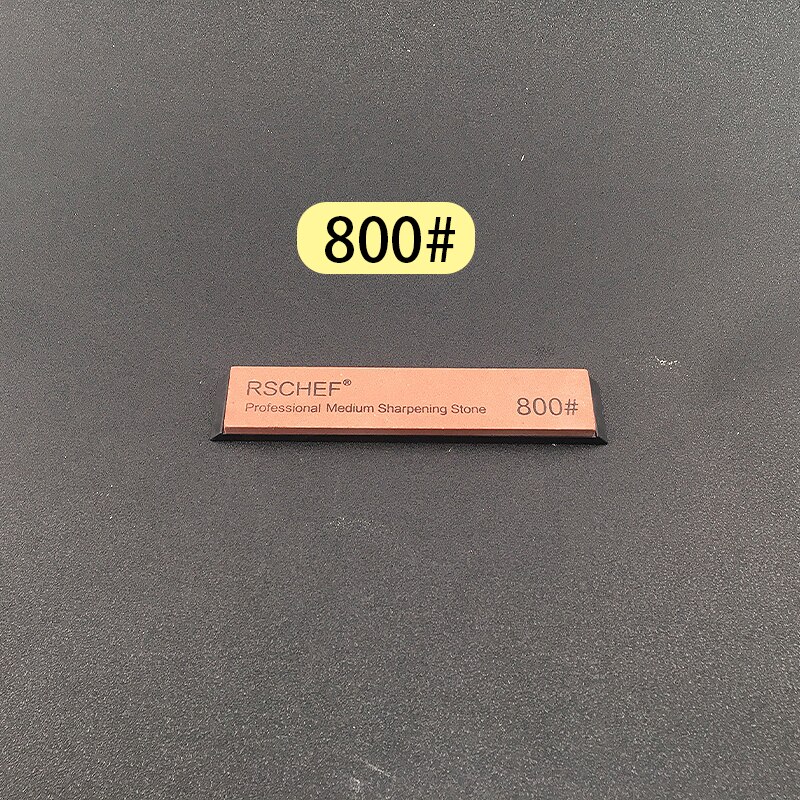 800#
RSCHEF®
Professional Medium Sharpening Stone 800#